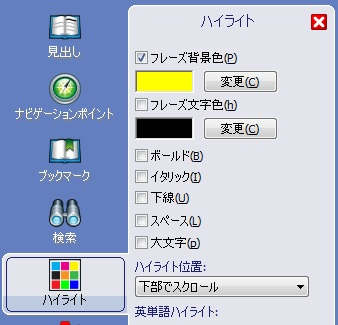 見出し
ナビゲーションポイント
ブックマーク
検索
ハイライト
ハイライト
フレーズ背景色(P)
変更(C)
フレーズ文字色(h)
変更(C)
ボールド(B)
イタリック(I)
下線(U)
スペース(L)
大文字(p)
ハイライト位置:
下部でスクロール
英単語ハイライト: